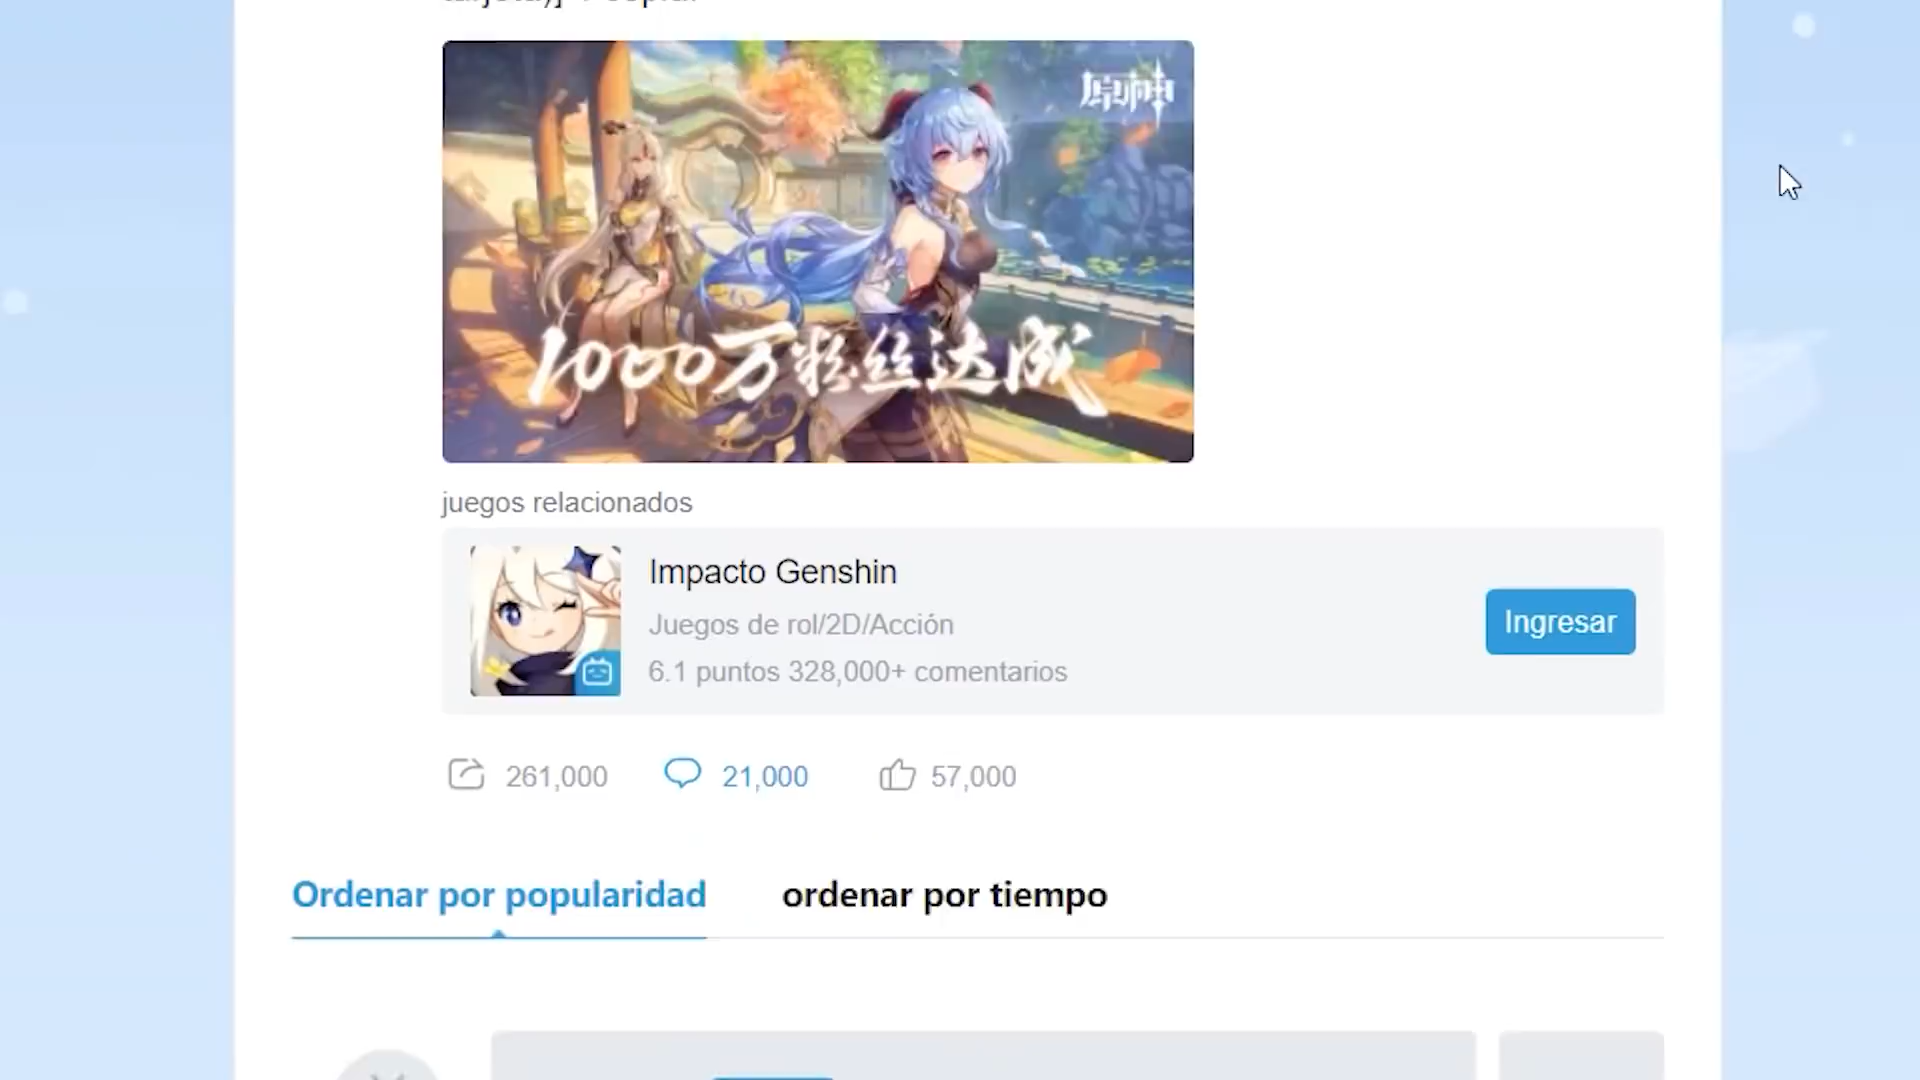 原神
1000万粉丝达成
juegos relacionados
Impacto Genshin
Juegos de rol/2D/Acción
6.1 puntos 328,000+ comentarios
Ingresar
261,000
21,000
57,000
Ordenar por popularidad
ordenar por tiempo